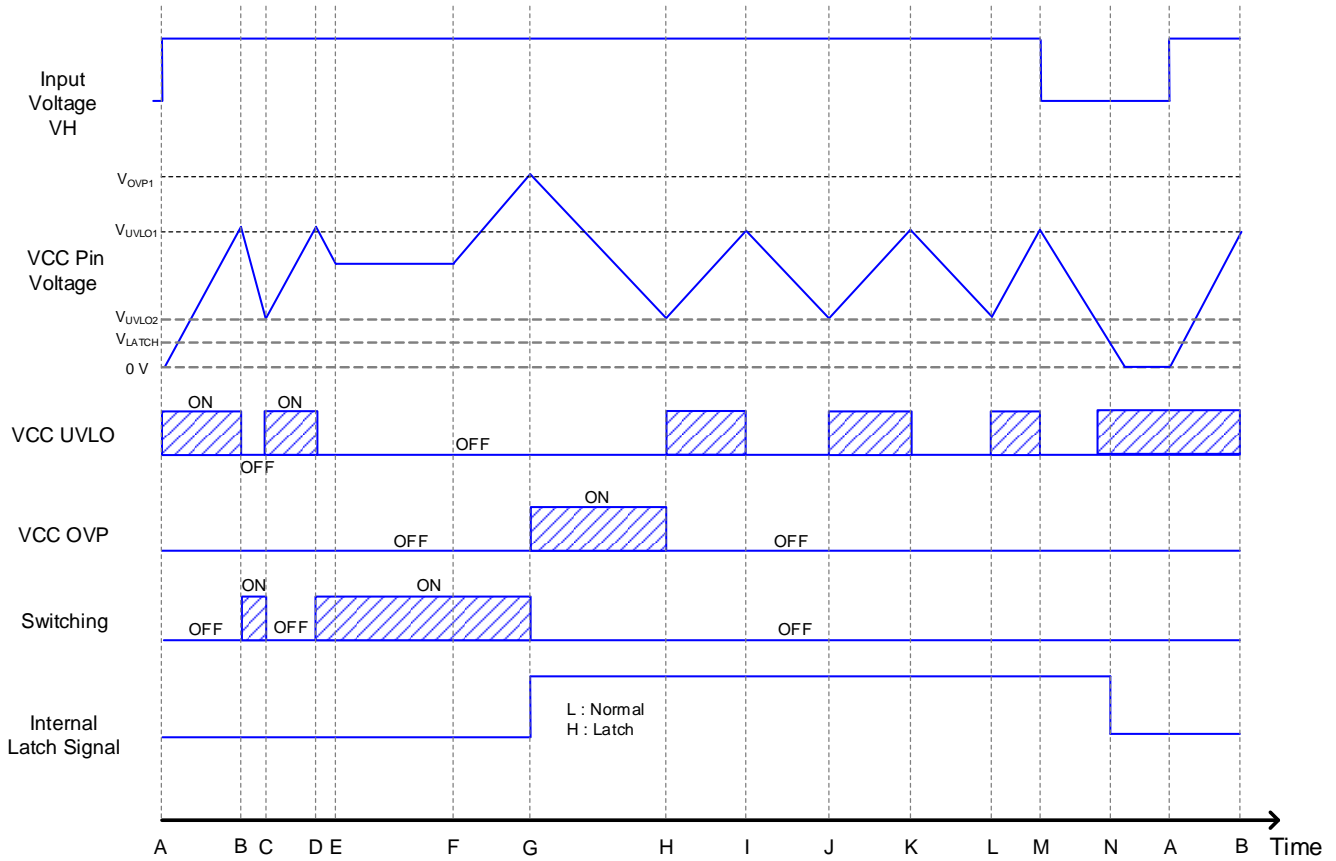 Input
Voltage
VH
VOVP1
VUVLO1
VCC Pin
Voltage
VUVLO2
VLATCH
0 V
ON
ON
VCC UVLO
OFF
OFF
ON
VCC OVP
OFF
OFF
ON
ON
Switching
OFF
OFF
OFF
L : Normal
H : Latch
Internal
Latch Signal
A B C D E F G H I J K L M N A B Time